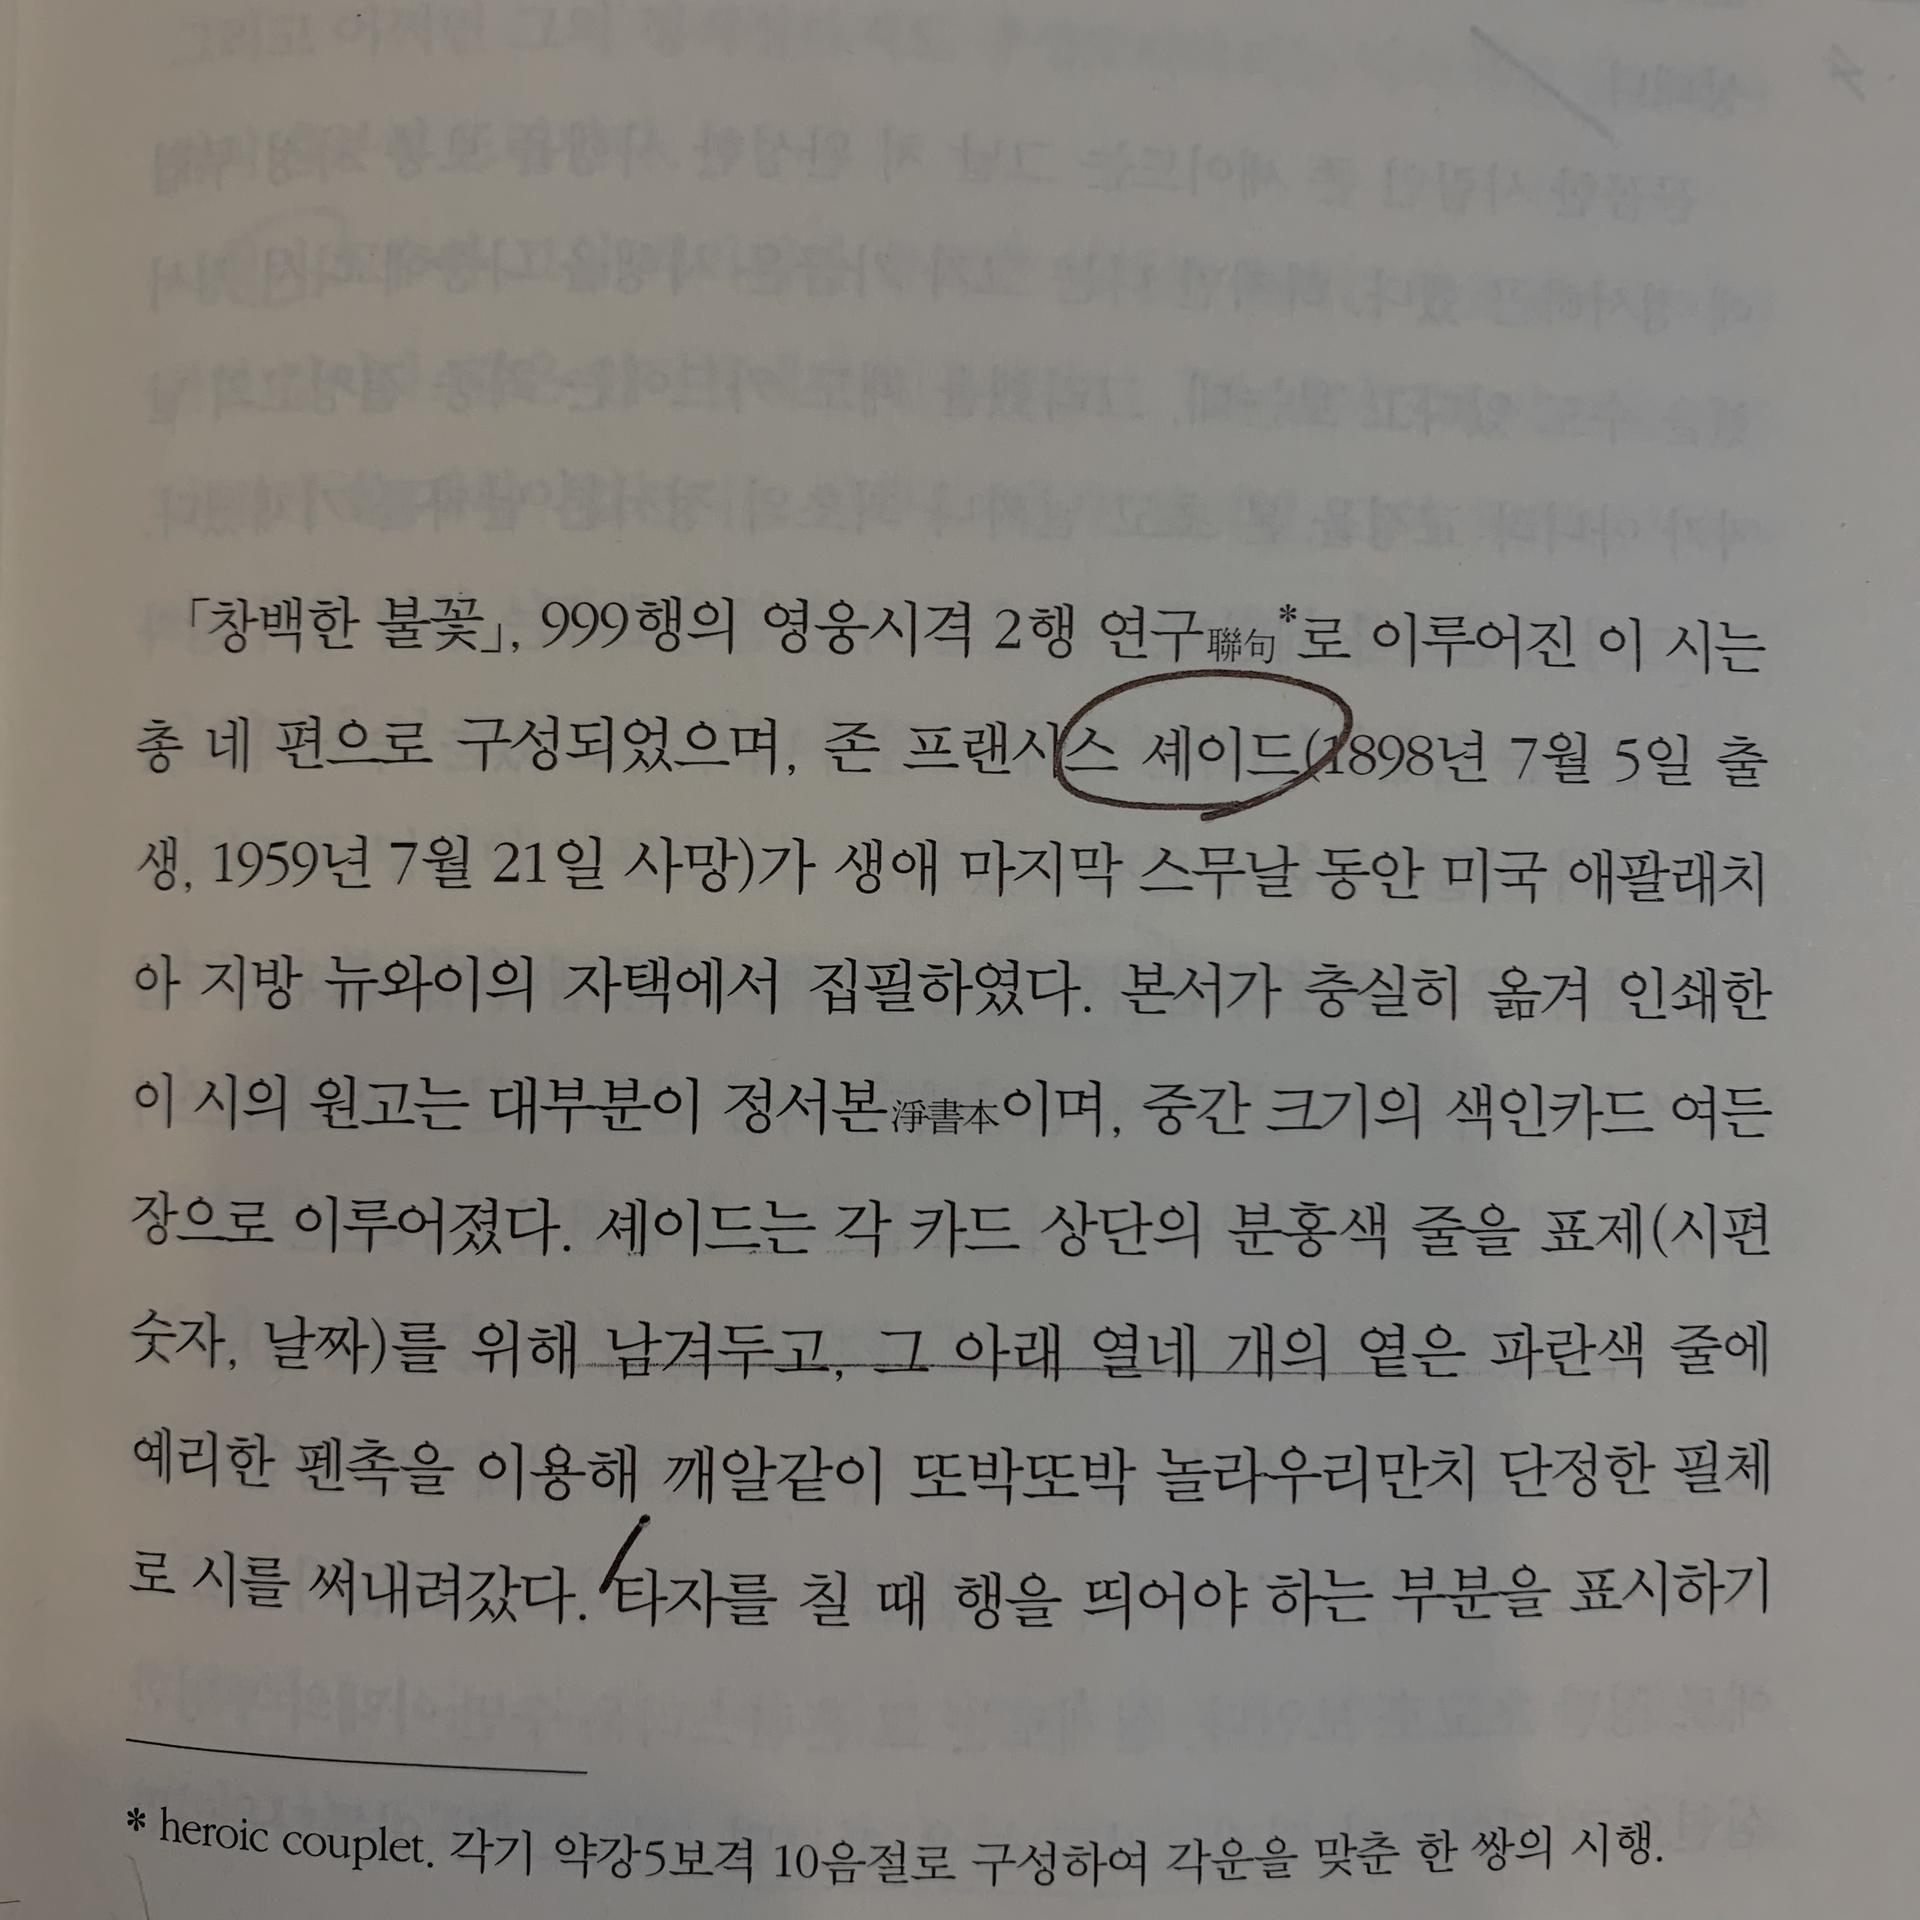 「창백한 불꽃」, 999행의 영웅시격 2행 연구聯句*로 이루어진 이 시는
총 네 편으로 구성되었으며, 존 프랜시스 셰이드(1898년 7월 5일 출
생, 1959년 7월 21일 사망)가 생애 마지막 스무날 동안 미국 애팔래치
아 지방 뉴와이의 자택에서 집필하였다. 본서가 충실히 옮겨 인쇄한
이 시의 원고는 대부분이 정서본淨書本이며, 중간 크기의 색인카드 여든
장으로 이루어졌다. 셰이드는 각 카드 상단의 분홍색 줄을 표제(시편
숫자, 날짜)를 위해 남겨두고, 그 아래 열네 개의 옅은 파란색 줄에
예리한 펜촉을 이용해 깨알같이 또박또박 놀라우리만치 단정한 필체
로 시를 써내려갔다. 타자를 칠 때 행을 띄어야 하는 부분을 표시하기
* heroic couplet. 각기 약강5보격 10음절로 구성하여 각운을 맞춘 한 쌍의 시행.